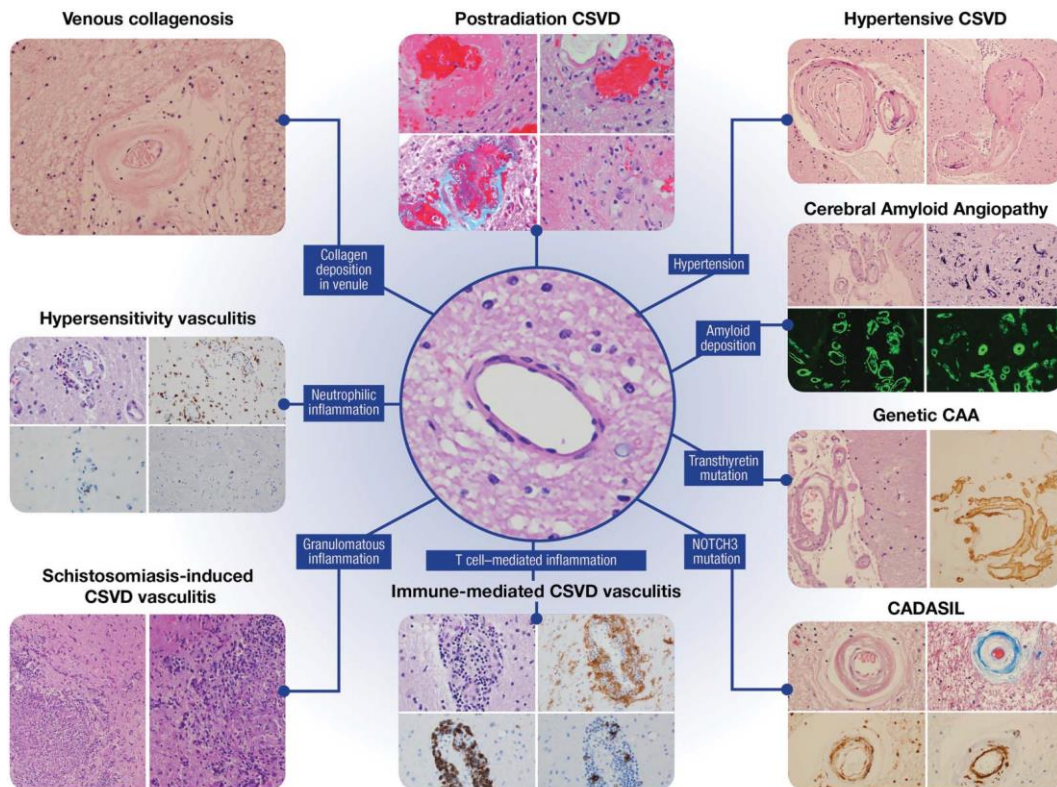 Venous collagenosis
Postradiation CSVD
Hypertensive CSVD
Collagen
deposition
in venule
Hypertension
Cerebral Amyloid Angiopathy
Amyloid
deposition
Hypersensitivity vasculitis
Neutrophilic
inflammation
Genetic CAA
Transthyretin
mutation
Granulomatous
inflammation
T cell–mediated inflammation
NOTCH3
mutation
Schistosomiasis-induced
CSVD vasculitis
Immune-mediated CSVD vasculitis
CADASIL